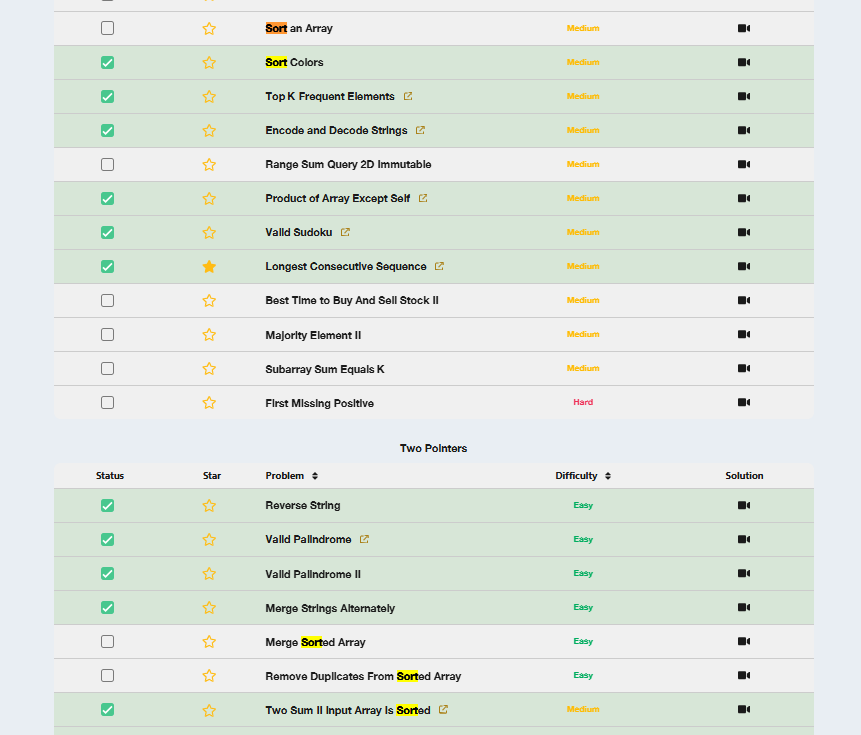 Sort an Array Medium
Sort Colors Medium
Top K Frequent Elements Medium
Encode and Decode Strings Medium
Range Sum Query 2D Immutable Medium
Product of Array Except Self Medium
Valid Sudoku Medium
Longest Consecutive Sequence Medium
Best Time to Buy And Sell Stock II Medium
Majority Element II Medium
Subarray Sum Equals K Medium
First Missing Positive Hard
Two Pointers
Status Star Problem Difficulty Solution
Reverse String Easy
Valid Palindrome Easy
Valid Palindrome II Easy
Merge Strings Alternately Easy
Merge Sorted Array Easy
Remove Duplicates From Sorted Array Easy
Two Sum II Input Array Is Sorted Medium